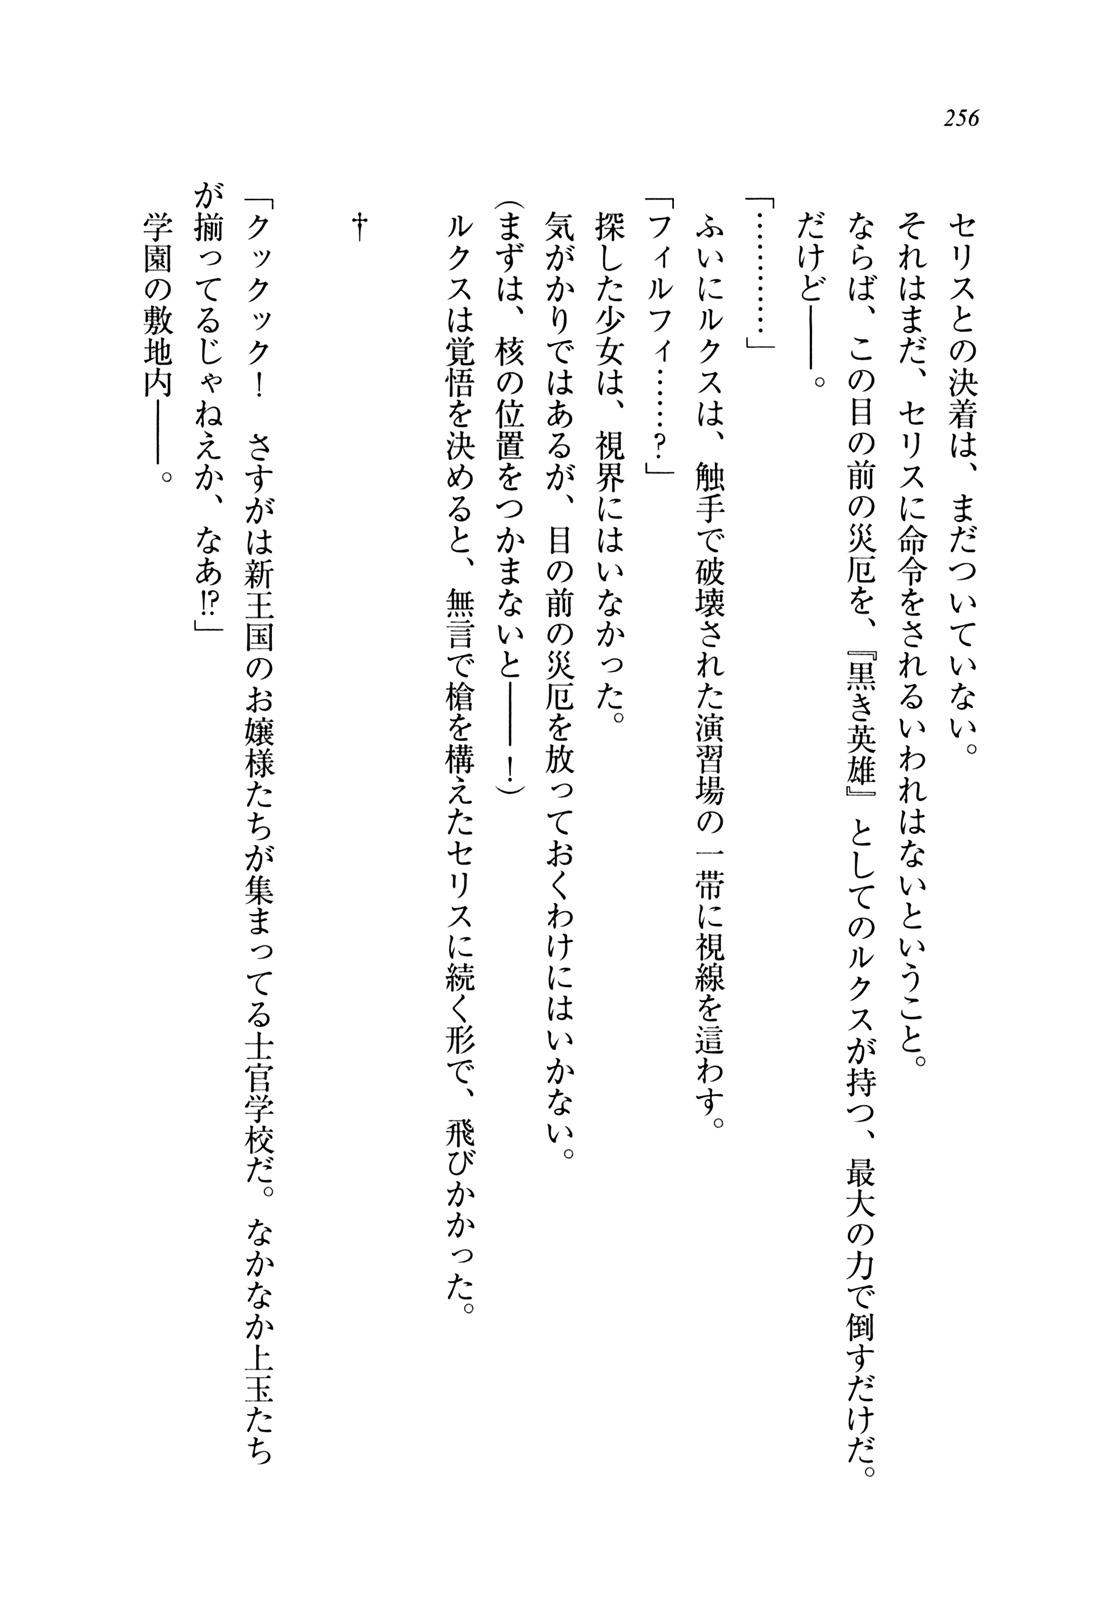 256
セリスとの決着は、まだついていない。
それはまだ、セリスに命令をされるいわれはないということ。
ならば、この目の前の災厄を、『黒き英雄』としてのルクスが持つ、最大の力で倒すだけだ。
だけど――。
「…………」
ふいにルクスは、触手で破壊された演習場の一帯に視線を這わす。
「フィルフィ……?」
探した少女は、視界にはいなかった。
気がかりではあるが、目の前の災厄を放っておくわけにはいかない。
(まずは、核の位置をつかまないと――!)
ルクスは覚悟を決めると、無言で槍を構えたセリスに続く形で、飛びかかった。
†
「クックック! さすがは新王国のお嬢様たちが集まってる士官学校だ。なかなか上玉たち
が揃ってるじゃねえか、なあ!?」
学園の敷地内――。